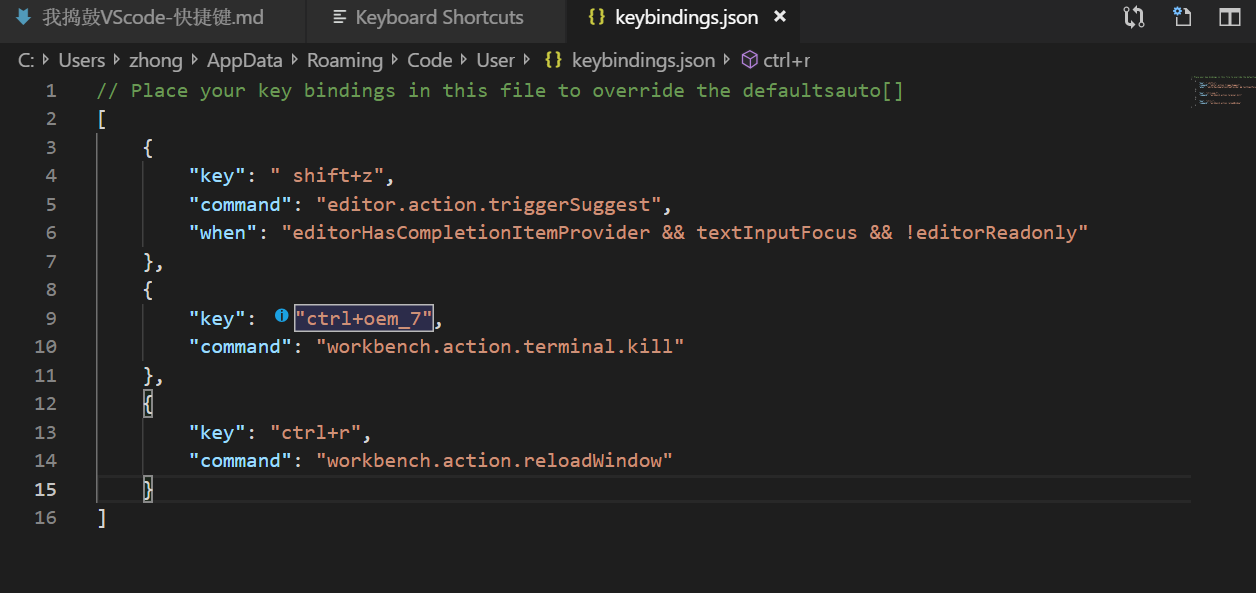 我捣鼓VScode-快捷键.md Keyboard Shortcuts {} keybindings.json ×
C: Users zhong AppData Roaming Code User {} keybindings.json ctrl+r
1 // Place your key bindings in this file to override the defaultsauto[]
2 [
3 {
4 "key": " shift+z",
5 "command": "editor.action.triggerSuggest",
6 "when": "editorHasCompletionItemProvider && textInputFocus && !editorReadonly"
7 },
8 {
9 "key": "ctrl+oem_7",
10 "command": "workbench.action.terminal.kill"
11 },
12 {
13 "key": "ctrl+r",
14 "command": "workbench.action.reloadWindow"
15 }
16 ]